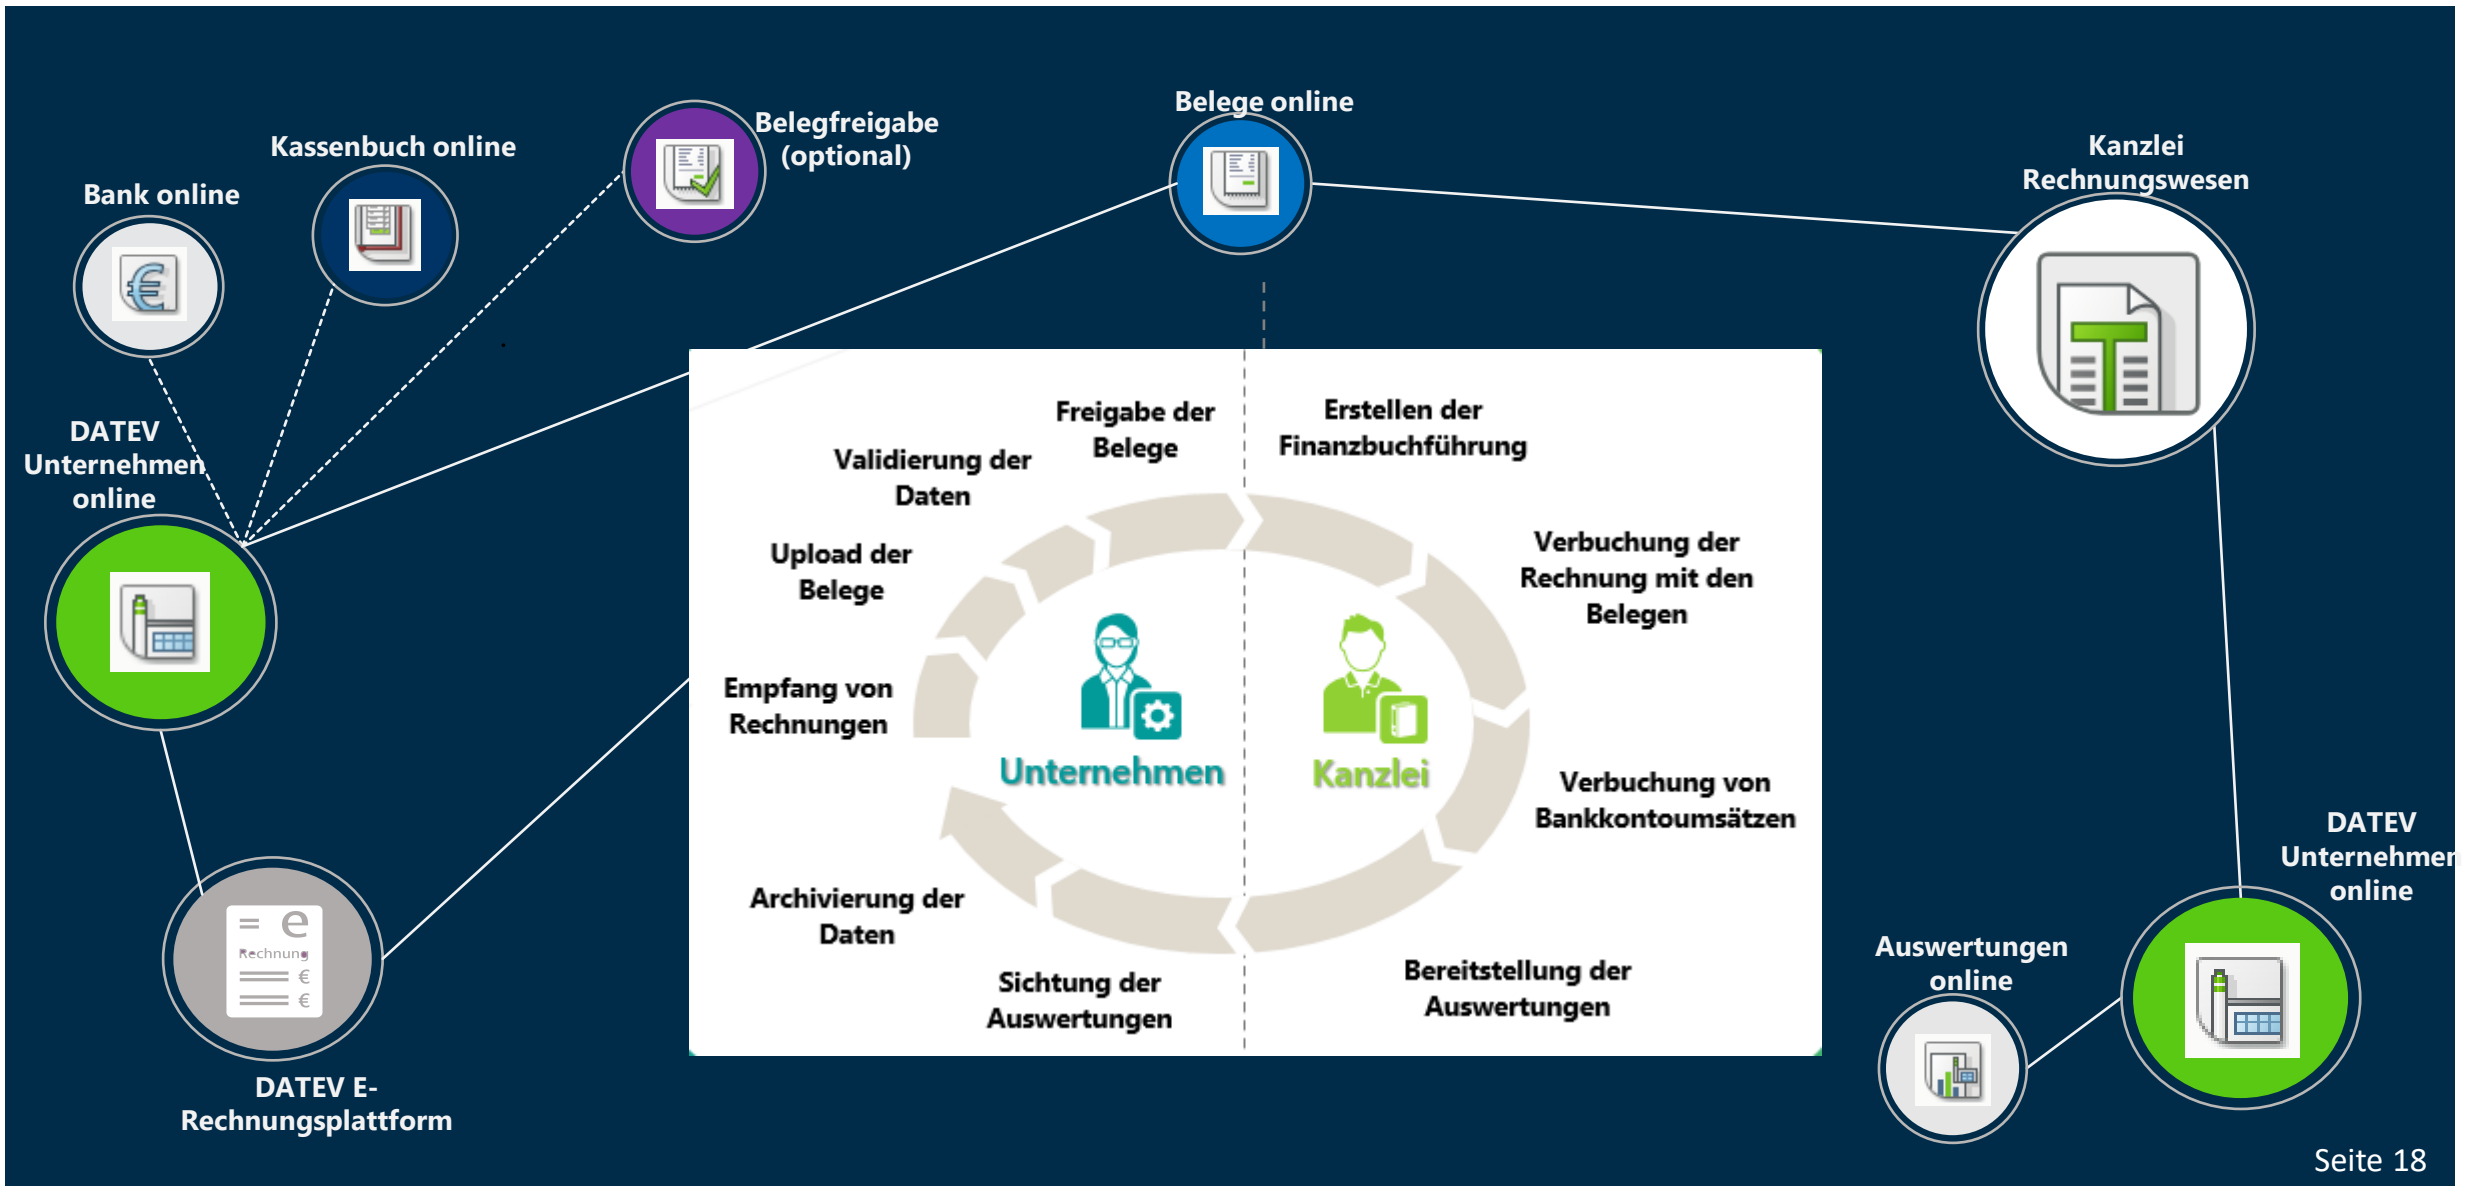 Bank online
Kassenbuch online
Belegfreigabe
(optional)
Belege online
Kanzlei
Rechnungswesen
DATEV
Unternehmen
online
Freigabe der
Belege
Erstellen der
Finanzbuchführung
Validierung der
Daten
Upload der
Belege
Verbuchung der
Rechnung mit den
Belegen
Empfang von
Rechnungen
Unternehmen
Kanzlei
Verbuchung von
Bankkontoumsätzen
Archivierung der
Daten
Sichtung der
Auswertungen
Bereitstellung der
Auswertungen
= e
Rechnung
€
€
DATEV E-
Rechnungsplattform
DATEV
Unternehmen
online
Auswertungen
online
Seite 18